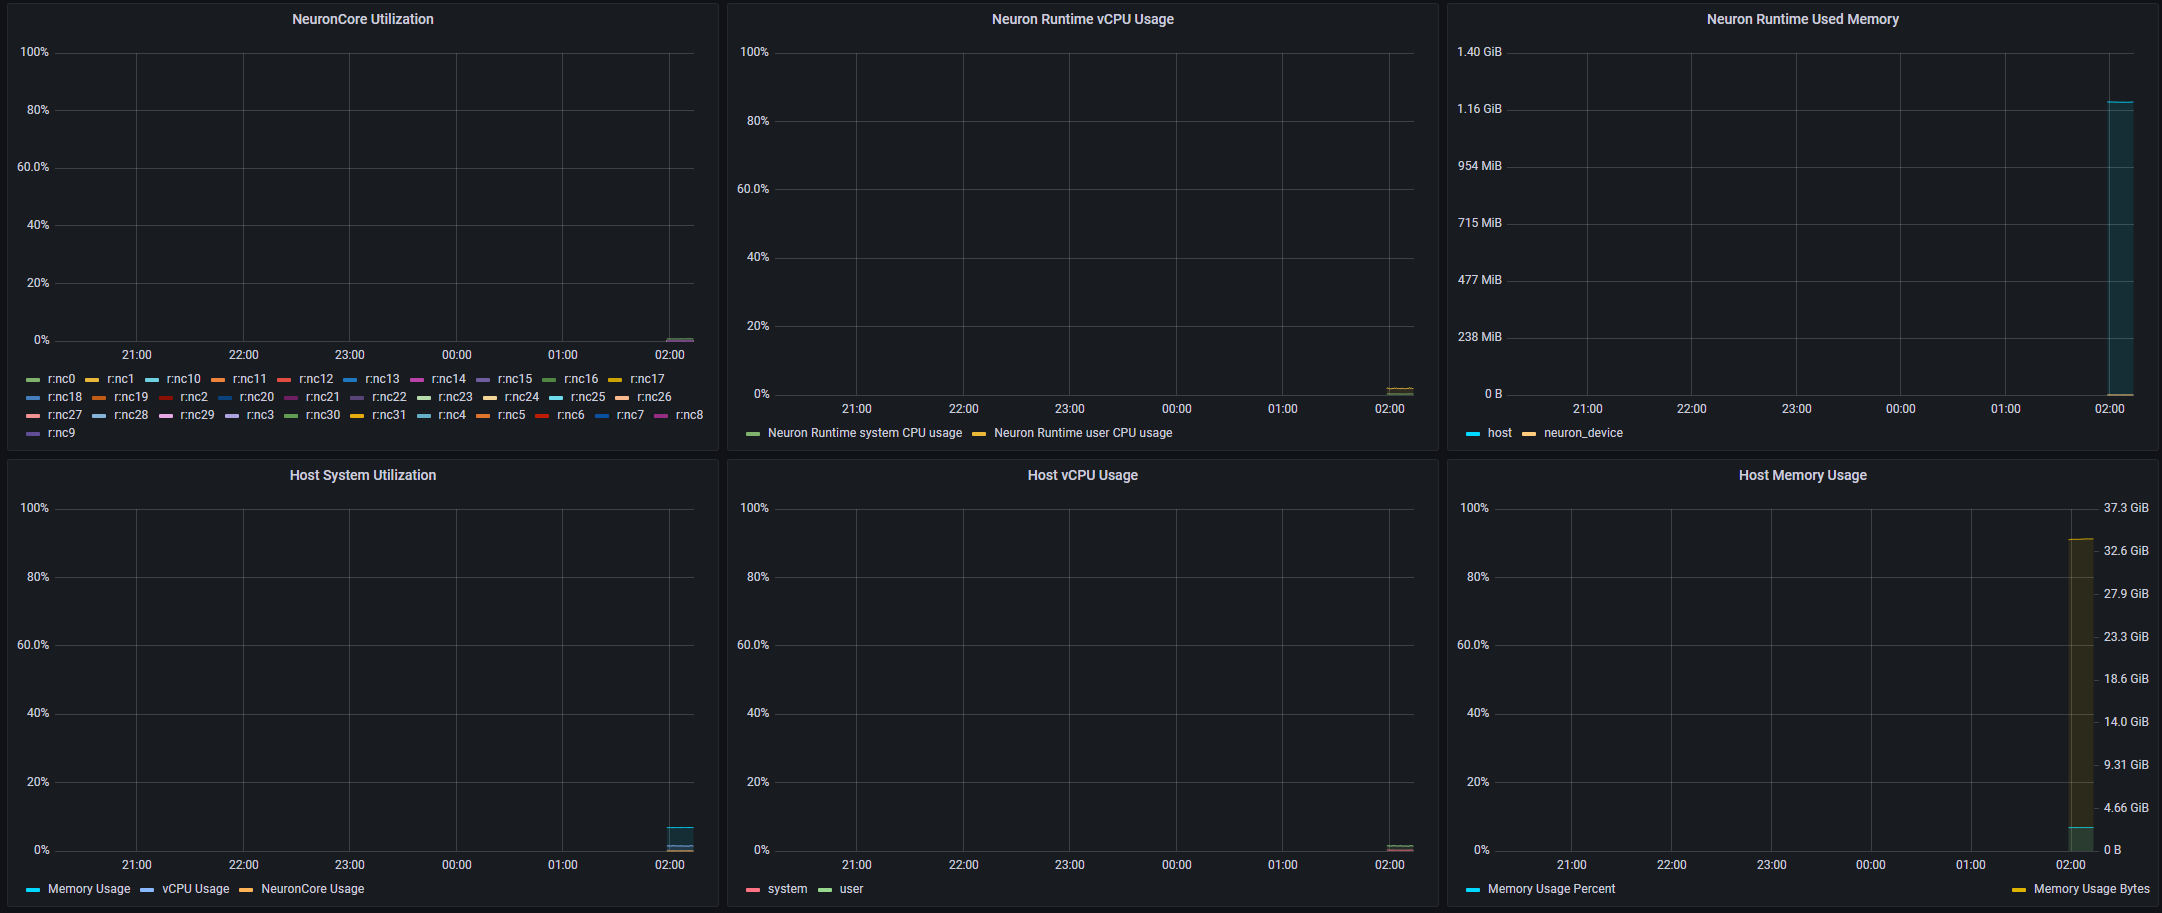 NeuronCore Utilization
100%
80%
60.0%
40%
20%
0%
21:00 22:00 23:00 00:00 01:00 02:00
r:nc0 r:nc1 r:nc10 r:nc11 r:nc12 r:nc13 r:nc14 r:nc15 r:nc16 r:nc17
r:nc18 r:nc19 r:nc2 r:nc20 r:nc21 r:nc22 r:nc23 r:nc24 r:nc25 r:nc26
r:nc27 r:nc28 r:nc29 r:nc3 r:nc30 r:nc31 r:nc4 r:nc5 r:nc6 r:nc7 r:nc8
r:nc9
Neuron Runtime vCPU Usage
100%
80%
60.0%
40%
20%
0%
21:00 22:00 23:00 00:00 01:00 02:00
Neuron Runtime system CPU usage Neuron Runtime user CPU usage
Neuron Runtime Used Memory
1.40 GiB
1.16 GiB
954 MiB
715 MiB
477 MiB
238 MiB
0 B
21:00 22:00 23:00 00:00 01:00 02:00
host neuron_device
Host System Utilization
100%
80%
60.0%
40%
20%
0%
21:00 22:00 23:00 00:00 01:00 02:00
Memory Usage vCPU Usage NeuronCore Usage
Host vCPU Usage
100%
80%
60.0%
40%
20%
0%
21:00 22:00 23:00 00:00 01:00 02:00
system user
Host Memory Usage
100%
80%
60.0%
40%
20%
0%
37.3 GiB
32.6 GiB
27.9 GiB
23.3 GiB
18.6 GiB
14.0 GiB
9.31 GiB
4.66 GiB
0 B
21:00 22:00 23:00 00:00 01:00 02:00
Memory Usage Percent Memory Usage Bytes